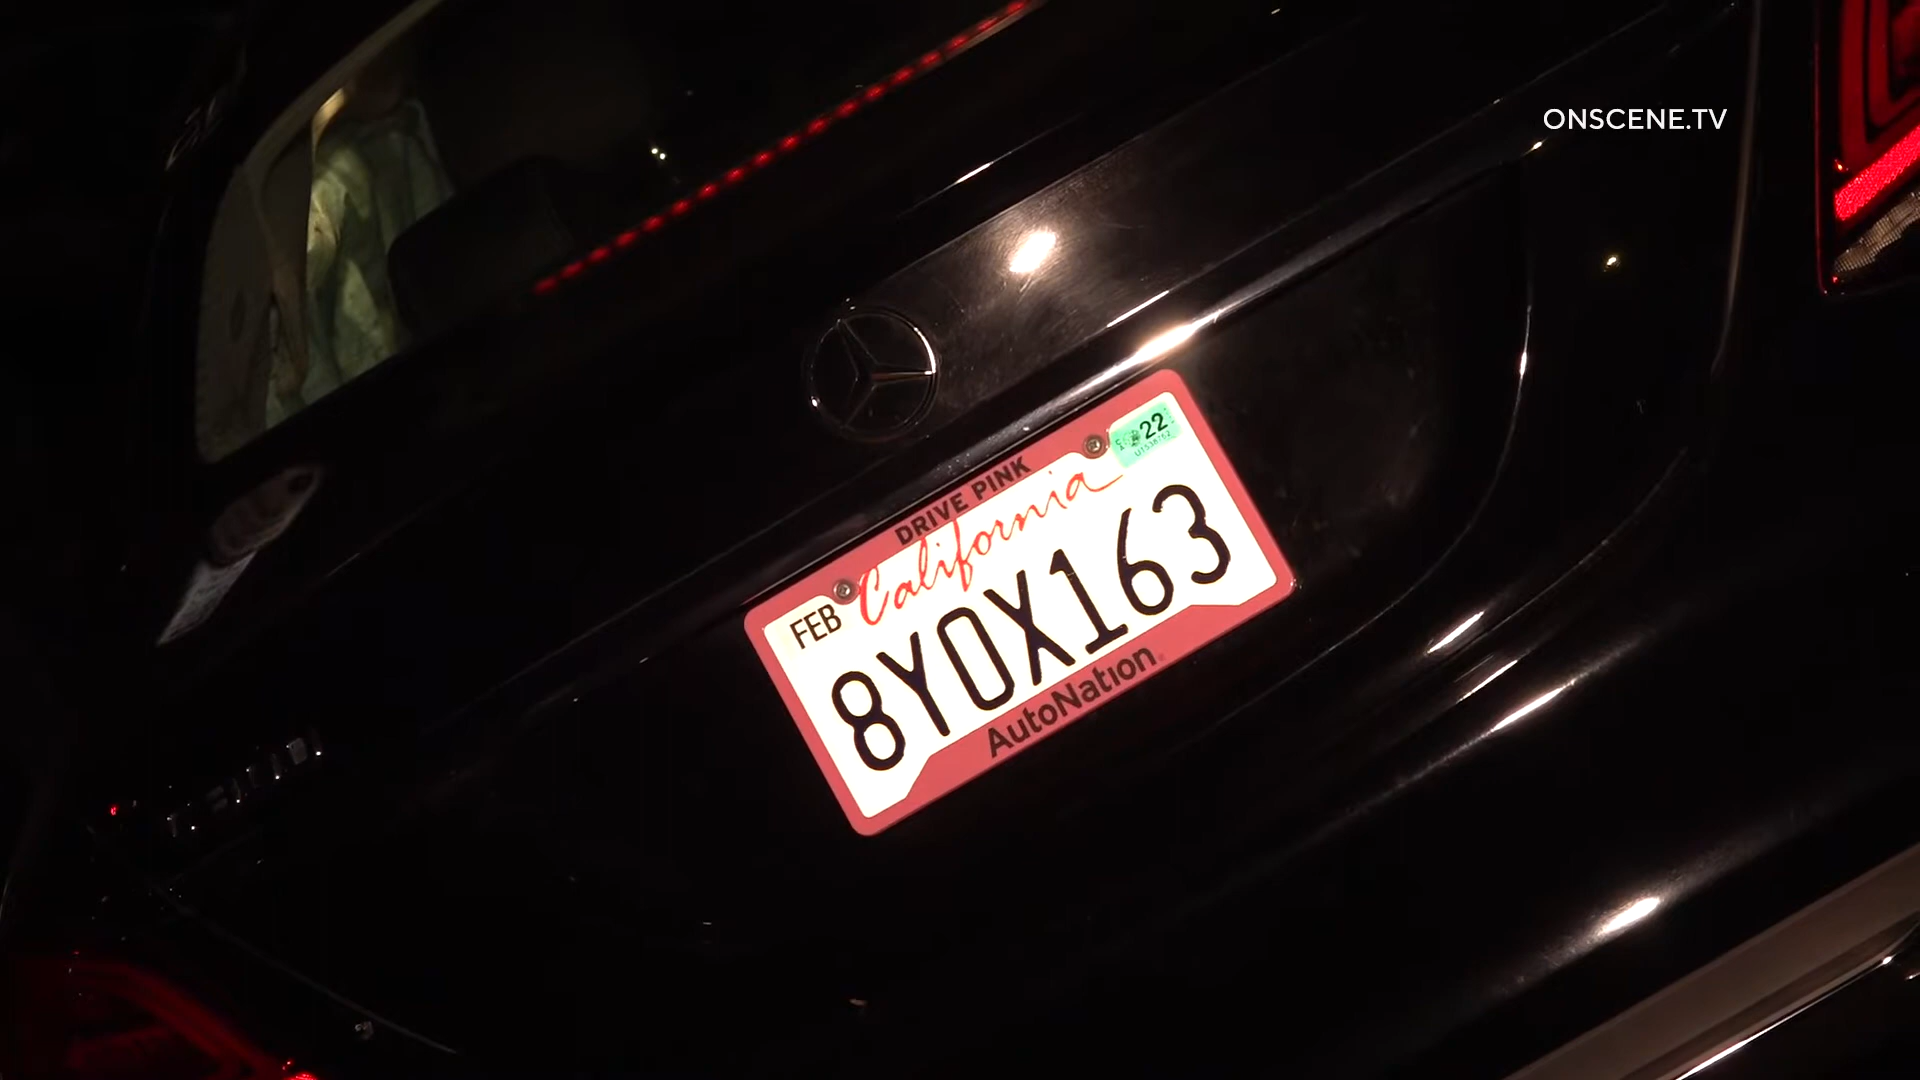 ONSCENE.TV
DRIVE PINK
California
22
FEB
8YOX163
AutoNation